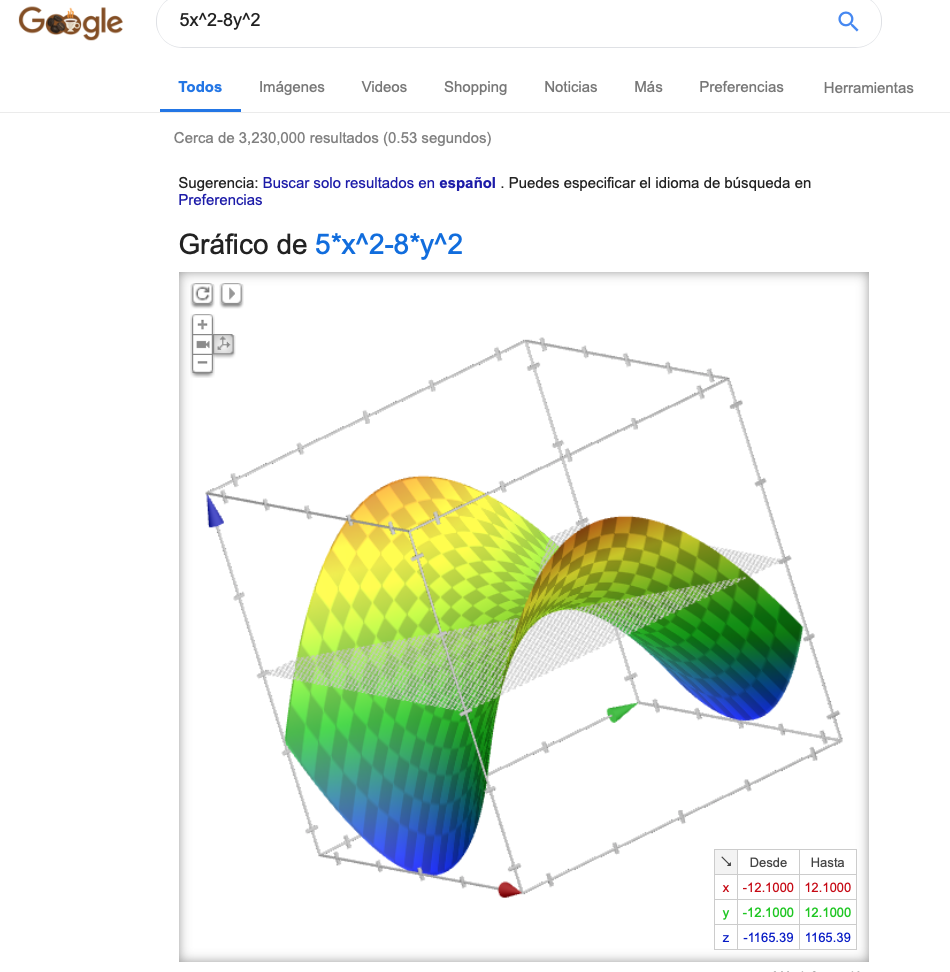 Google
5x^2-8y^2
Todos Imágenes Videos Shopping Noticias Más Preferencias Herramientas
Cerca de 3,230,000 resultados (0.53 segundos)
Sugerencia: Buscar solo resultados en español . Puedes especificar el idioma de búsqueda en
Preferencias
Gráfico de 5*x^2-8*y^2
Desde Hasta
x -12.1000 12.1000
y -12.1000 12.1000
z -1165.39 1165.39